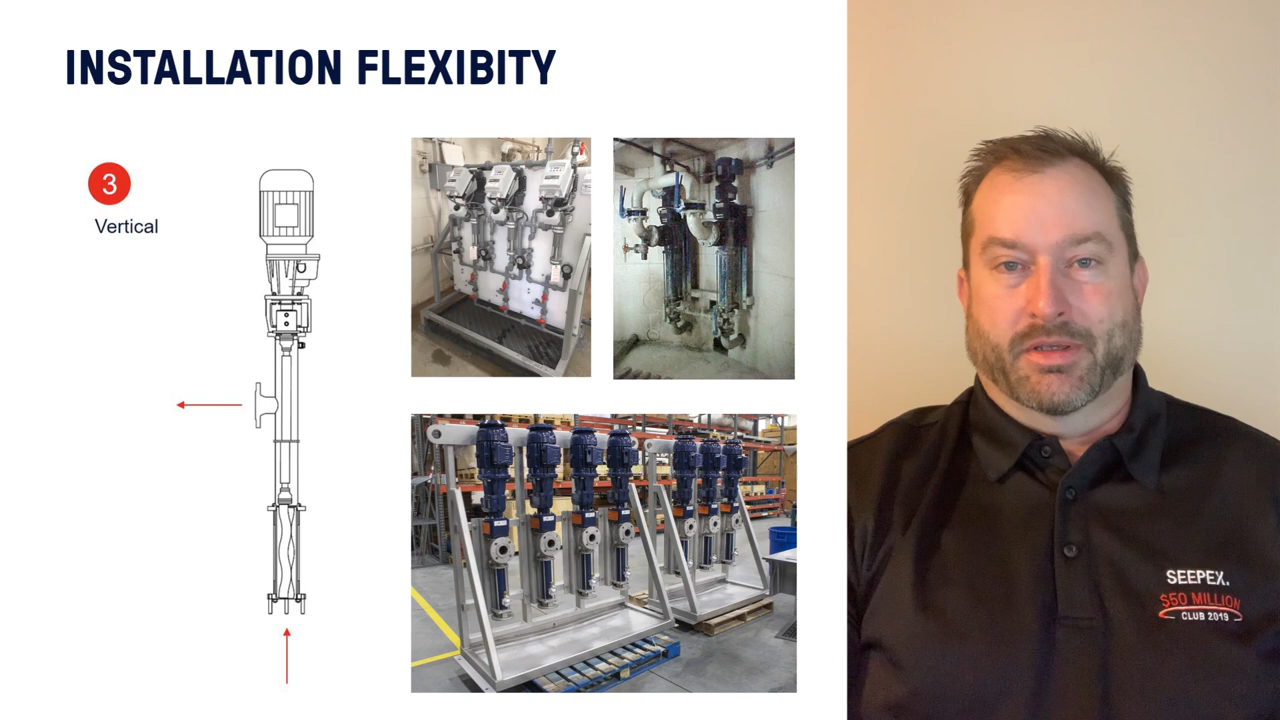 INSTALLATION FLEXIBITY
3
Vertical
SEEPEX.
$50 MILLION
CLUB 2019